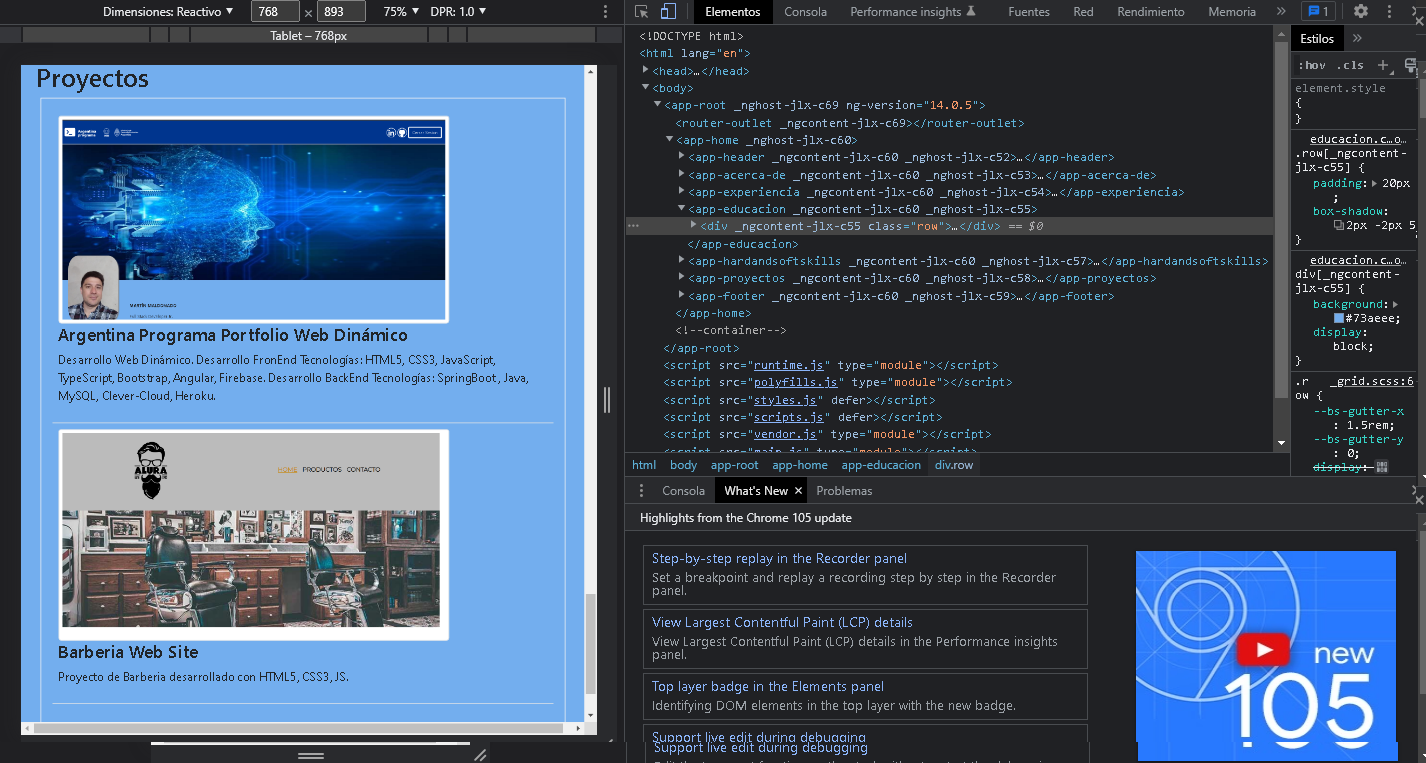 Dimensiones: Reactivo ▼ 768 × 893 75% ▼ DPR: 1.0 ▼
Tablet – 768px
Proyectos
Argentina
programa
MARTÍN MALDONADO
Argentina Programa Portfolio Web Dinámico
Desarrollo Web Dinámico. Desarrollo FronEnd Tecnologías: HTML5, CSS3, JavaScript,
TypeScript, Bootstrap, Angular, Firebase. Desarrollo BackEnd Tecnologías: SpringBoot, Java,
MySQL, Clever-Cloud, Heroku.
ALURA
HOME PRODUCTOS CONTACTO
Barberia Web Site
Proyecto de Barberia desarrollado con HTML5, CSS3, JS.
Elementos Consola Performance insights Fuentes Red Rendimiento Memoria » 1
<!DOCTYPE html>
<html lang="en">
<head>…</head>
<body>
<app-root _nghost-jlx-c69 ng-version="14.0.5">
<router-outlet _ngcontent-jlx-c69></router-outlet>
<app-home _nghost-jlx-c60>
<app-header _ngcontent-jlx-c60 _nghost-jlx-c52>…</app-header>
<app-acerca-de _ngcontent-jlx-c60 _nghost-jlx-c53>…</app-acerca-de>
<app-experiencia _ngcontent-jlx-c60 _nghost-jlx-c54>…</app-experiencia>
<app-educacion _ngcontent-jlx-c60 _nghost-jlx-c55>
<div _ngcontent-jlx-c55 class="row">…</div> == $0
</app-educacion>
<app-hardandsoftskills _ngcontent-jlx-c60 _nghost-jlx-c57>…</app-hardandsoftskills>
<app-proyectos _ngcontent-jlx-c60 _nghost-jlx-c58>…</app-proyectos>
<app-footer _ngcontent-jlx-c60 _nghost-jlx-c59>…</app-footer>
</app-home>
<!--container-->
</app-root>
<script src="runtime.js" type="module"></script>
<script src="polyfills.js" type="module"></script>
<script src="styles.js" defer></script>
<script src="scripts.js" defer></script>
<script src="vendor.js" type="module"></script>
<script src="main.js" type="module"></script>
html body app-root app-home app-educacion div.row
Estilos »
:hov .cls +
element.style
{
}
educacion.c…o…
.row[_ngcontent-
jlx-c55] {
padding: 20px
;
box-shadow:
2px -2px 5
}
educacion.c…o…
div[_ngcontent-
jlx-c55] {
background:
#73aeee;
display:
block;
}
.r _grid.scss:6
ow {
--bs-gutter-x
: 1.5rem;
--bs-gutter-y
: 0;
display:
Consola What's New × Problemas
Highlights from the Chrome 105 update
Step-by-step replay in the Recorder panel
Set a breakpoint and replay a recording step by step in the Recorder
panel.
View Largest Contentful Paint (LCP) details
View Largest Contentful Paint (LCP) details in the Performance insights
panel.
Top layer badge in the Elements panel
Identifying DOM elements in the top layer with the new badge.
Support live edit during debugging
Support live edit during debugging
new
105